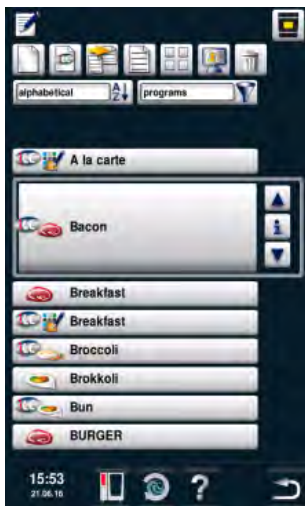 alphabetical A Z programs
A la carte
Bacon
i
Breakfast
Breakfast
Broccoli
Brokkoli
Bun
BURGER
15:53
21.06.16
?